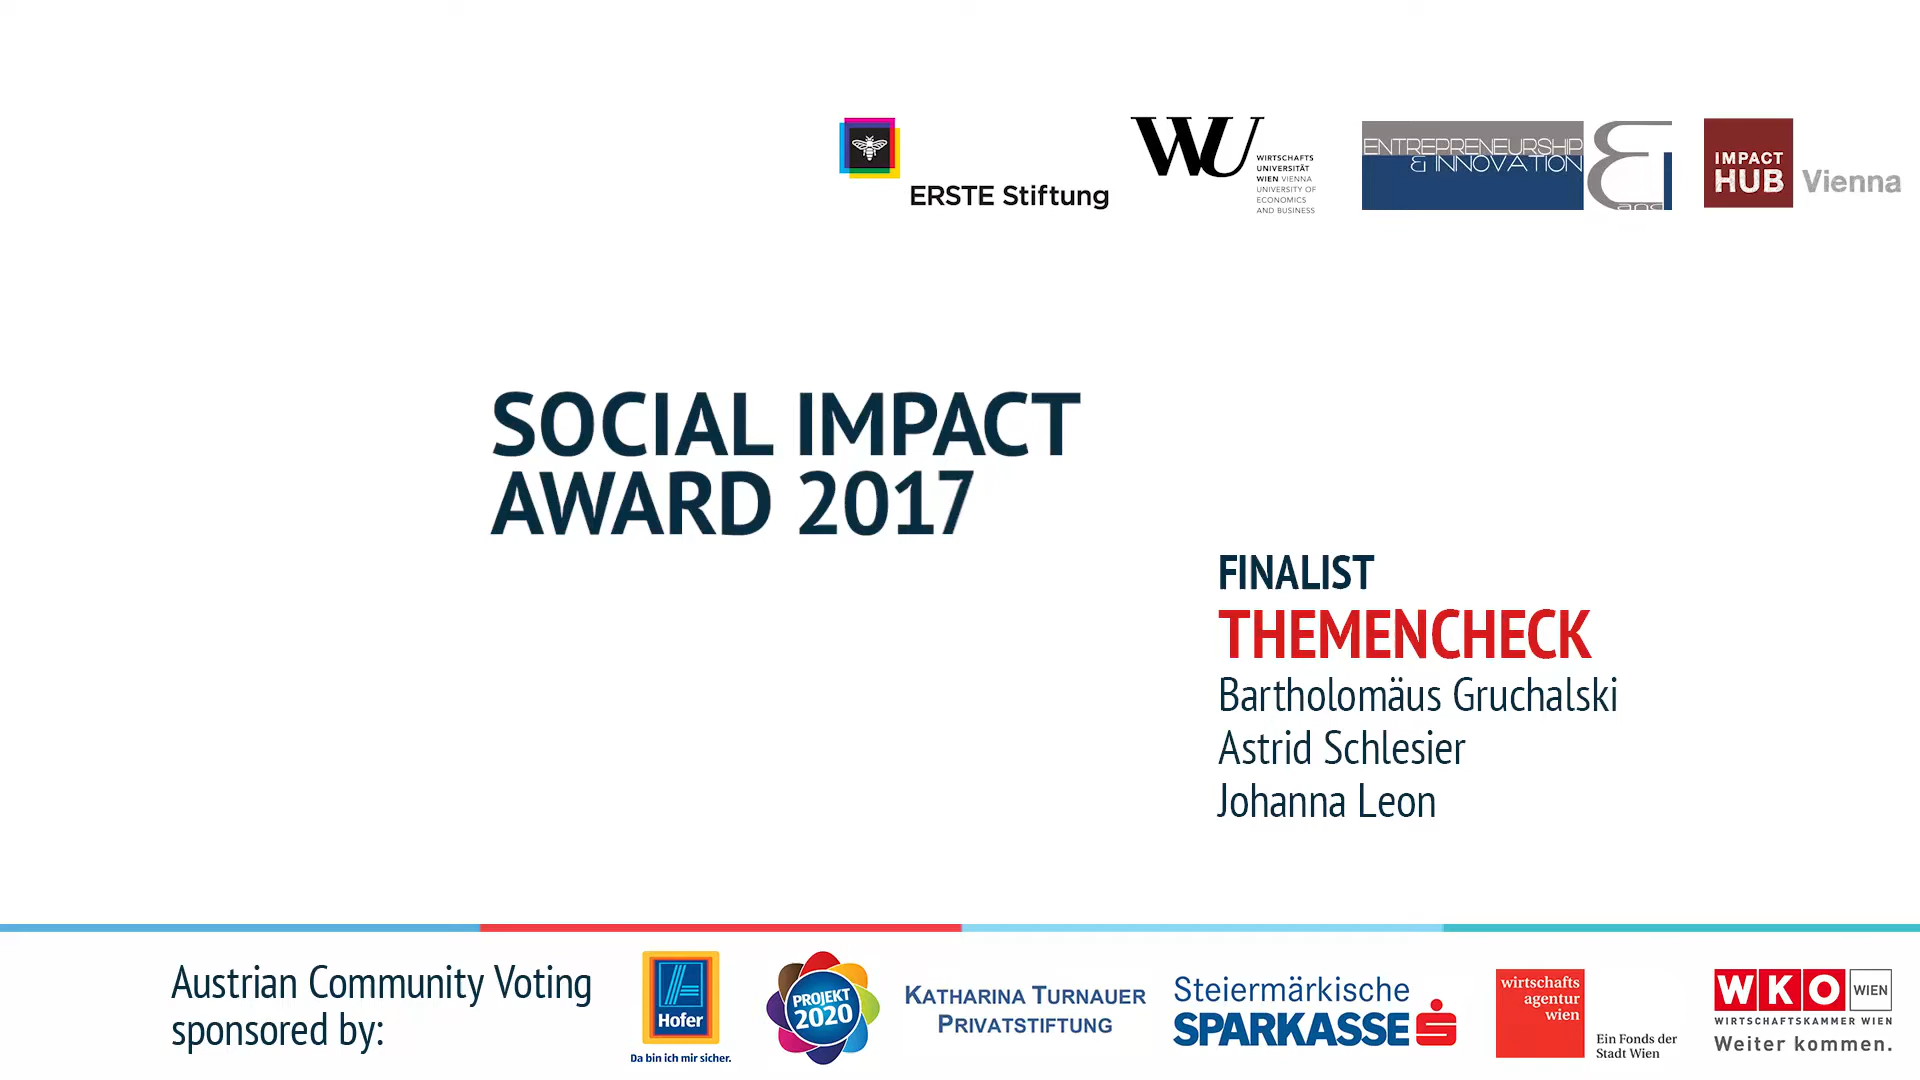 ERSTE Stiftung
WU
WIRTSCHAFTS
UNIVERSITÄT
WIEN VIENNA
UNIVERSITY OF
ECONOMICS
AND BUSINESS
ENTREPRENEURSHIP
& INNOVATION
E and I
IMPACT
HUB
Vienna
SOCIAL IMPACT
AWARD 2017
FINALIST
THEMENCHECK
Bartholomäus Gruchalski
Astrid Schlesier
Johanna Leon
Austrian Community Voting
sponsored by:
Hofer
Da bin ich mir sicher.
PROJEKT
2020
KATHARINA TURNAUER
PRIVATSTIFTUNG
Steiermärkische
SPARKASSE
wirtschafts
agentur
wien
Ein Fonds der
Stadt Wien
WKO WIEN
WIRTSCHAFTSKAMMER WIEN
Weiter kommen.